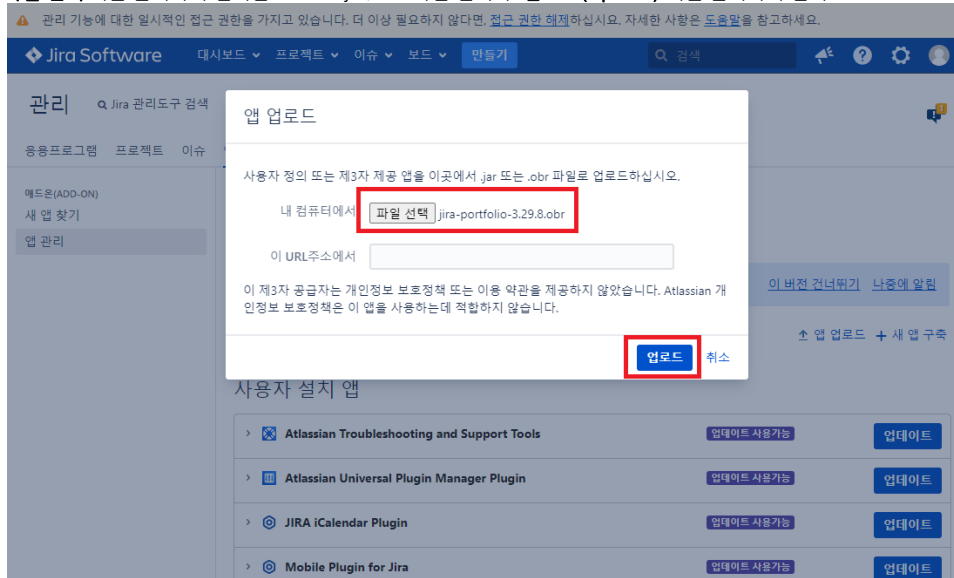 관리 기능에 대한 일시적인 접근 권한을 가지고 있습니다. 더 이상 필요하지 않다면, 접근 권한 해제하십시요. 자세한 사항은 도움말을 참고하세요.
Jira Software 대시보드 프로젝트 이슈 보드 만들기 검색
관리 Jira 관리도구 검색
응용프로그램 프로젝트 이슈
애드온(ADD-ON)
새 앱 찾기
앱 관리
앱 업로드
사용자 정의 또는 제3자 제공 앱을 이곳에서 .jar 또는 .obr 파일로 업로드하십시오.
내 컴퓨터에서 파일 선택 jira-portfolio-3.29.8.obr
이 URL주소에서
이 제3자 공급자는 개인정보 보호정책 또는 이용 약관을 제공하지 않았습니다. Atlassian 개
인정보 보호정책은 이 앱을 사용하는데 적합하지 않습니다.
업로드 취소
이 버전 건너뛰기 나중에 알림
앱 업로드 새 앱 구축
사용자 설치 앱
Atlassian Troubleshooting and Support Tools 업데이트 사용가능 업데이트
Atlassian Universal Plugin Manager Plugin 업데이트 사용가능 업데이트
JIRA iCalendar Plugin 업데이트 사용가능 업데이트
Mobile Plugin for Jira 업데이트 사용가능 업데이트